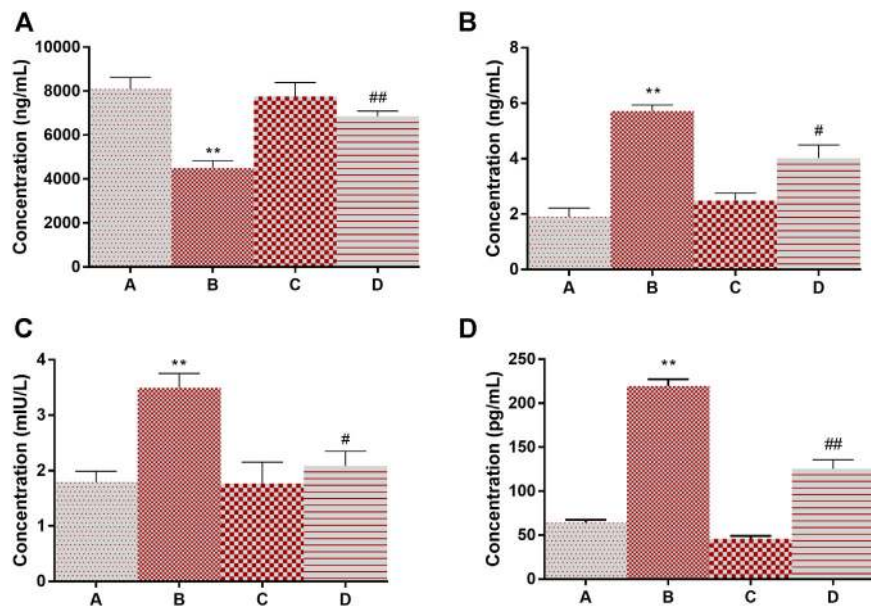 A
Concentration (ng/mL)
10000
8000
6000
4000
2000
0
**
##
A B C D
B
Concentration (ng/mL)
8
6
4
2
0
**
#
A B C D
C
Concentration (mIU/L)
4
3
2
1
0
**
#
A B C D
D
Concentration (pg/mL)
250
200
150
100
50
0
**
##
A B C D